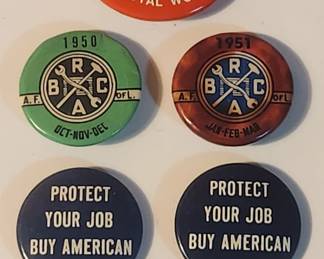 1950
B R C A
A.F. OF L.
OCT-NOV-DEC
1951
B R C A
A.F. OF L.
JAN-FEB-MAR
PROTECT
YOUR JOB
BUY AMERICAN
PROTECT
YOUR JOB
BUY AMERICAN